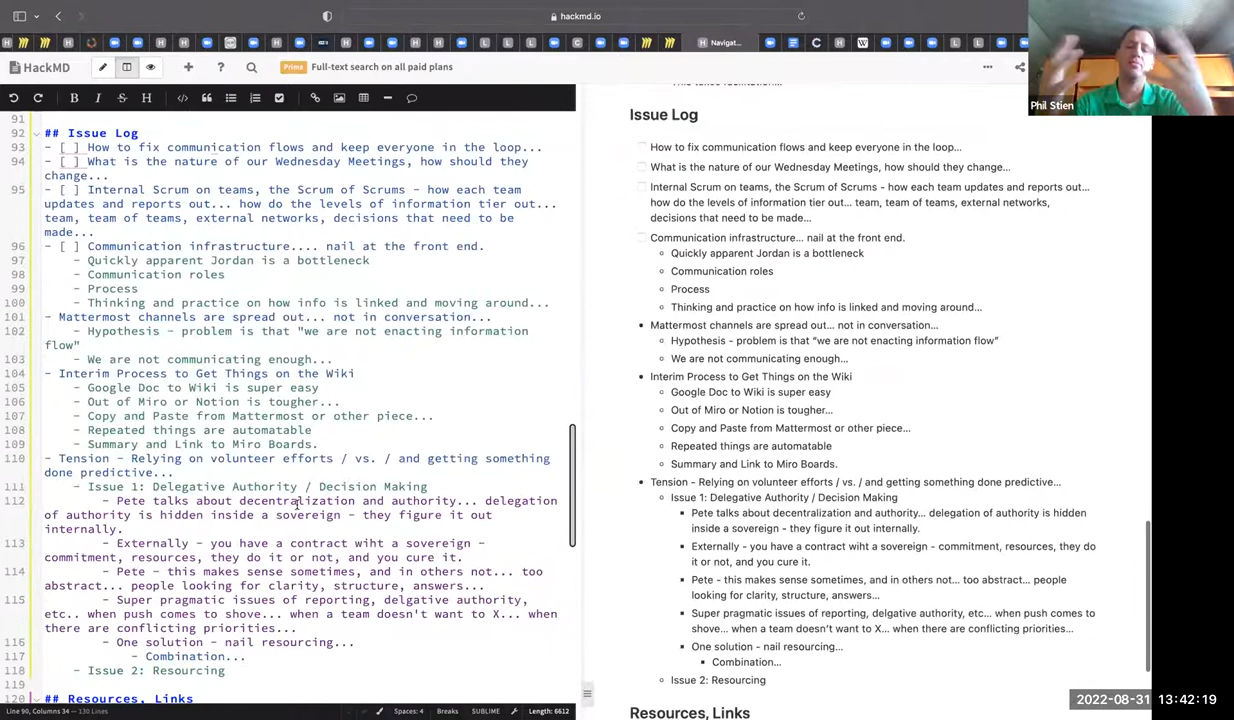 hackmd.io
Navigat...
HackMD
Prime
Full-text search on all paid plans
Phil Stien
91
92 ## Issue Log
93 - [ ] How to fix communication flows and keep everyone in the loop...
94 - [ ] What is the nature of our Wednesday Meetings, how should they
change...
95 - [ ] Internal Scrum on teams, the Scrum of Scrums - how each team
updates and reports out... how do the levels of information tier out...
team, team of teams, external networks, decisions that need to be
made...
96 - [ ] Communication infrastructure.... nail at the front end.
97 - Quickly apparent Jordan is a bottleneck
98 - Communication roles
99 - Process
100 - Thinking and practice on how info is linked and moving around...
101 - Mattermost channels are spread out... not in conversation...
102 - Hypothesis - problem is that "we are not enacting information
flow"
103 - We are not communicating enough...
104 - Interim Process to Get Things on the Wiki
105 - Google Doc to Wiki is super easy
106 - Out of Miro or Notion is tougher...
107 - Copy and Paste from Mattermost or other piece...
108 - Repeated things are automatable
109 - Summary and Link to Miro Boards.
110 - Tension - Relying on volunteer efforts / vs. / and getting something
done predictive...
111 - Issue 1: Delegative Authority / Decision Making
112 - Pete talks about decentralization and authority... delegation
of authority is hidden inside a sovereign - they figure it out
internally.
113 - Externally - you have a contract wiht a sovereign -
commitment, resources, they do it or not, and you cure it.
114 - Pete - this makes sense sometimes, and in others not... too
abstract... people looking for clarity, structure, answers...
115 - Super pragmatic issues of reporting, delgative authority,
etc.. when push comes to shove... when a team doesn't want to X... when
there are conflicting priorities...
116 - One solution - nail resourcing...
117 - Combination...
118 - Issue 2: Resourcing
119
120 ## Resources, Links
Line 90, Columns 34 — 130 Lines
Spaces: 4
Breaks
SUBLIME
Length: 6612
Issue Log
How to fix communication flows and keep everyone in the loop...
What is the nature of our Wednesday Meetings, how should they change...
Internal Scrum on teams, the Scrum of Scrums - how each team updates and reports out...
how do the levels of information tier out... team, team of teams, external networks,
decisions that need to be made...
Communication infrastructure... nail at the front end.
Quickly apparent Jordan is a bottleneck
Communication roles
Process
Thinking and practice on how info is linked and moving around...
Mattermost channels are spread out... not in conversation...
Hypothesis - problem is that "we are not enacting information flow"
We are not communicating enough...
Interim Process to Get Things on the Wiki
Google Doc to Wiki is super easy
Out of Miro or Notion is tougher...
Copy and Paste from Mattermost or other piece...
Repeated things are automatable
Summary and Link to Miro Boards.
Tension - Relying on volunteer efforts / vs. / and getting something done predictive...
Issue 1: Delegative Authority / Decision Making
Pete talks about decentralization and authority... delegation of authority is hidden
inside a sovereign - they figure it out internally.
Externally - you have a contract wiht a sovereign - commitment, resources, they do
it or not, and you cure it.
Pete - this makes sense sometimes, and in others not... too abstract... people
looking for clarity, structure, answers...
Super pragmatic issues of reporting, delgative authority, etc... when push comes to
shove... when a team doesn't want to X... when there are conflicting priorities...
One solution - nail resourcing...
Combination...
Issue 2: Resourcing
Resources, Links
2022-08-31 13:42:19